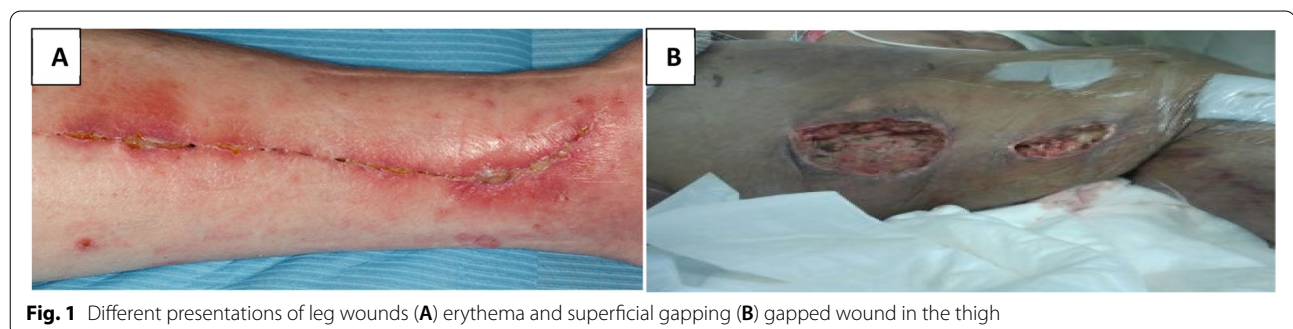 A
B
Fig. 1 Different presentations of leg wounds (A) erythema and superficial gapping (B) gapped wound in the thigh